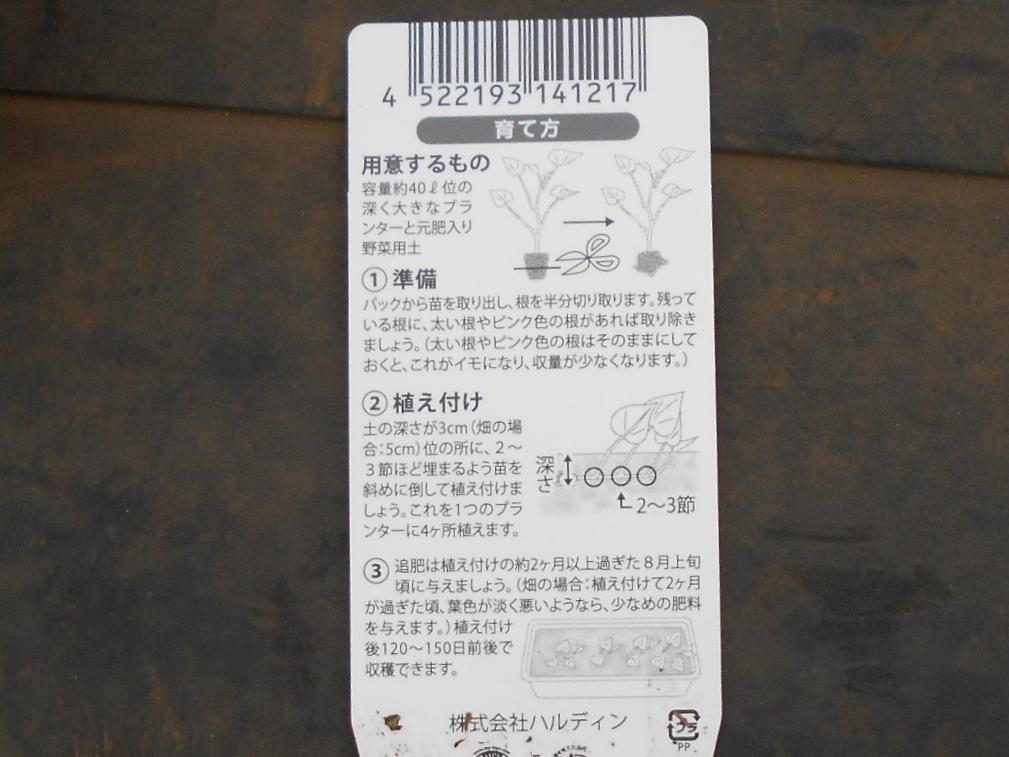 4 522193 141217
育て方
用意するもの
容量約40ℓ位の
深く大きなプラ
ンターと元肥入り
野菜用土
① 準備
パックから苗を取り出し、根を半分切り取ります。残って
いる根に、太い根やピンク色の根があれば取り除き
ましょう。（太い根やピンク色の根はそのままにして
おくと、これがイモになり、収量が少なくなります。）
② 植え付け
土の深さが3cm（畑の場
合：5cm）位の所に、2〜
3節ほど埋まるよう苗を
斜めに倒して植え付けま
しょう。これを1つのプラ
ンターに4ヶ所植えます。
深さ
2〜3節
③ 追肥は植え付けの約2ヶ月以上過ぎた8月上旬
頃に与えましょう。（畑の場合：植え付けて2ヶ月
が過ぎた頃、葉色が淡く悪いようなら、少なめの肥料
を与えます。）植え付け
後120〜150日前後で
収穫できます。
株式会社ハルディン
プラ
PP